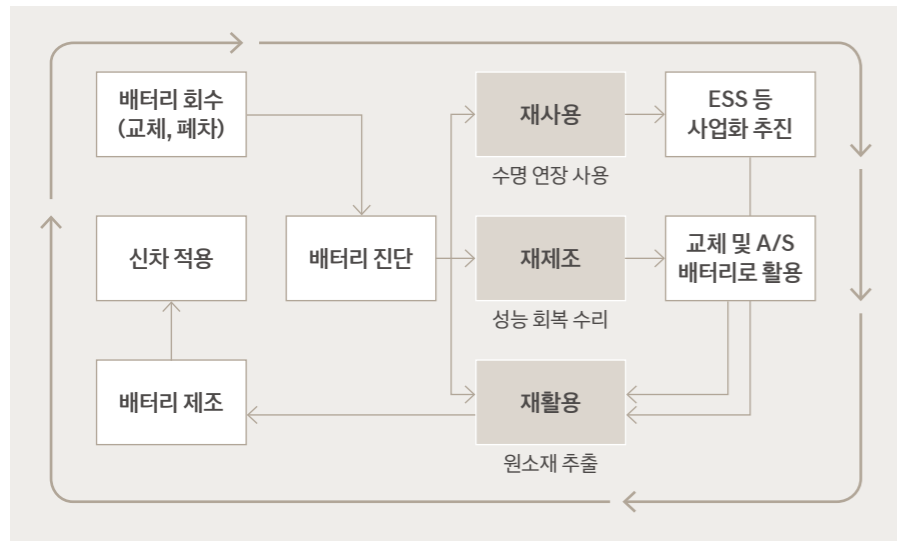 배터리 회수
(교체, 폐차)
재사용
수명 연장 사용
ESS 등
사업화 추진
신차 적용
배터리 진단
재제조
성능 회복 수리
교체 및 A/S
배터리로 활용
배터리 제조
재활용
원소재 추출